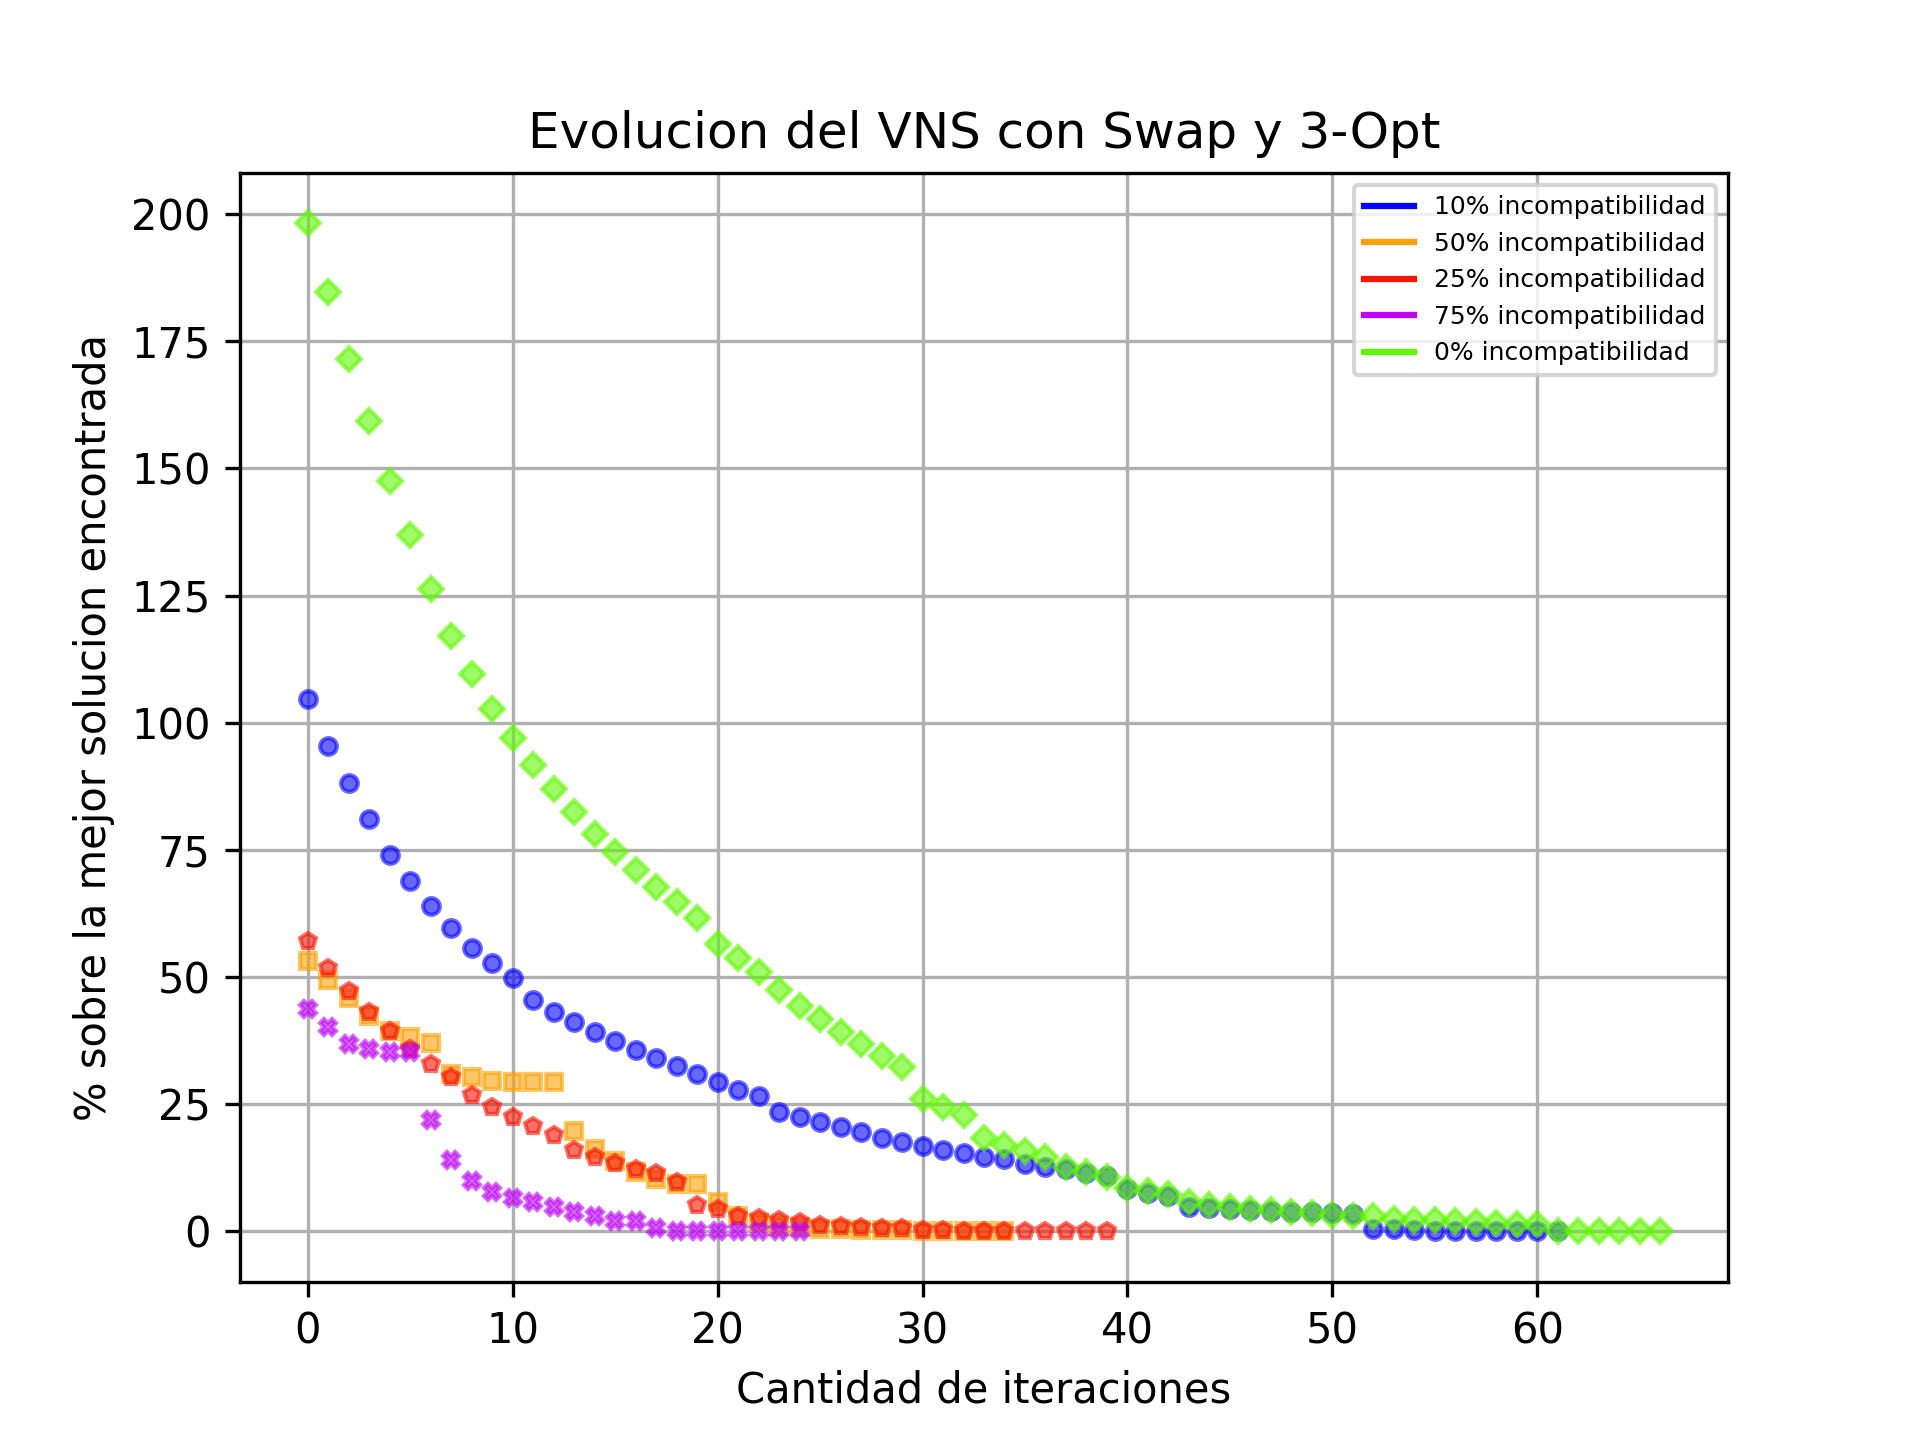 Evolucion del VNS con Swap y 3-Opt
% sobre la mejor solucion encontrada
200
175
150
125
100
75
50
25
0
10% incompatibilidad
50% incompatibilidad
25% incompatibilidad
75% incompatibilidad
0% incompatibilidad
0 10 20 30 40 50 60
Cantidad de iteraciones